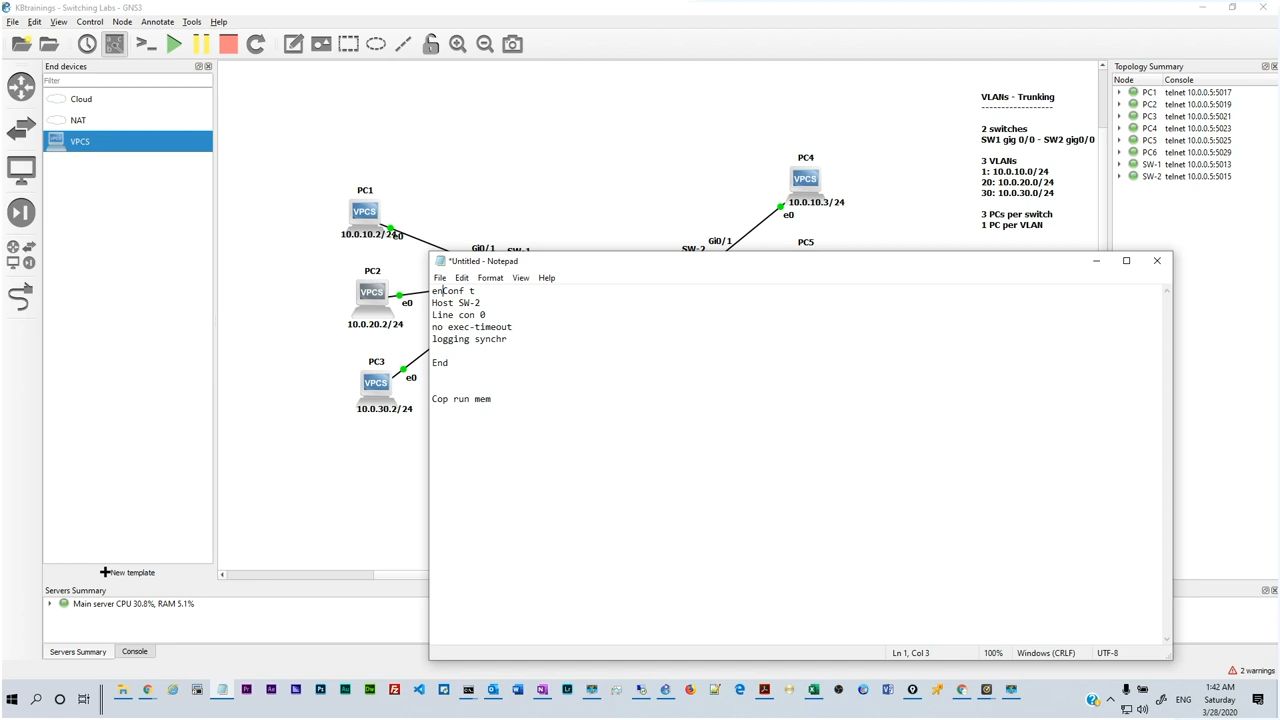 KBtrainings - Switching Labs - GNS3
File Edit View Control Node Annotate Tools Help
End devices
Filter
Cloud
NAT
VPCS
New template
Servers Summary
Main server CPU 30.8%, RAM 5.1%
Servers Summary Console
PC1
VPCS
10.0.10.2/24
e0
Gi0/1
SW-1
PC2
VPCS
e0
10.0.20.2/24
PC3
VPCS
e0
10.0.30.2/24
PC4
VPCS
10.0.10.3/24
e0
Gi0/1
SW-2
PC5
VLANs - Trunking
------------------
2 switches
SW1 gig 0/0 - SW2 gig0/0
3 VLANs
1: 10.0.10.0/24
20: 10.0.20.0/24
30: 10.0.30.0/24
3 PCs per switch
1 PC per VLAN
*Untitled - Notepad
File Edit Format View Help
enConf t
Host SW-2
Line con 0
no exec-timeout
logging synchr
End
Cop run mem
Ln 1, Col 3 100% Windows (CRLF) UTF-8
Topology Summary
Node Console
PC1 telnet 10.0.0.5:5017
PC2 telnet 10.0.0.5:5019
PC3 telnet 10.0.0.5:5021
PC4 telnet 10.0.0.5:5023
PC5 telnet 10.0.0.5:5025
PC6 telnet 10.0.0.5:5029
SW-1 telnet 10.0.0.5:5013
SW-2 telnet 10.0.0.5:5015
2 warnings
ENG
1:42 AM
Saturday
3/28/2020